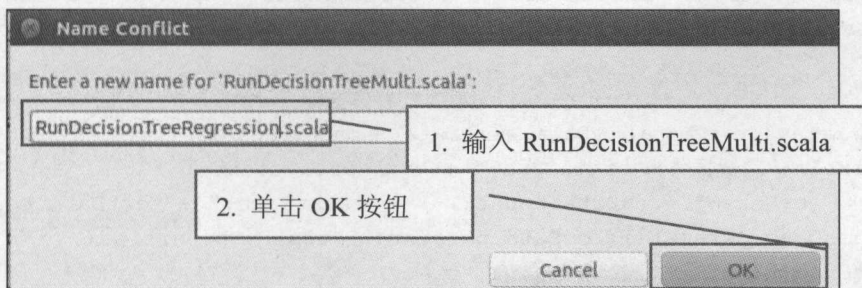 Name Conflict
Enter a new name for 'RunDecisionTreeMulti.scala':
RunDecisionTreeRegression.scala
1. 输入 RunDecisionTreeMulti.scala
2. 单击 OK 按钮
Cancel
OK